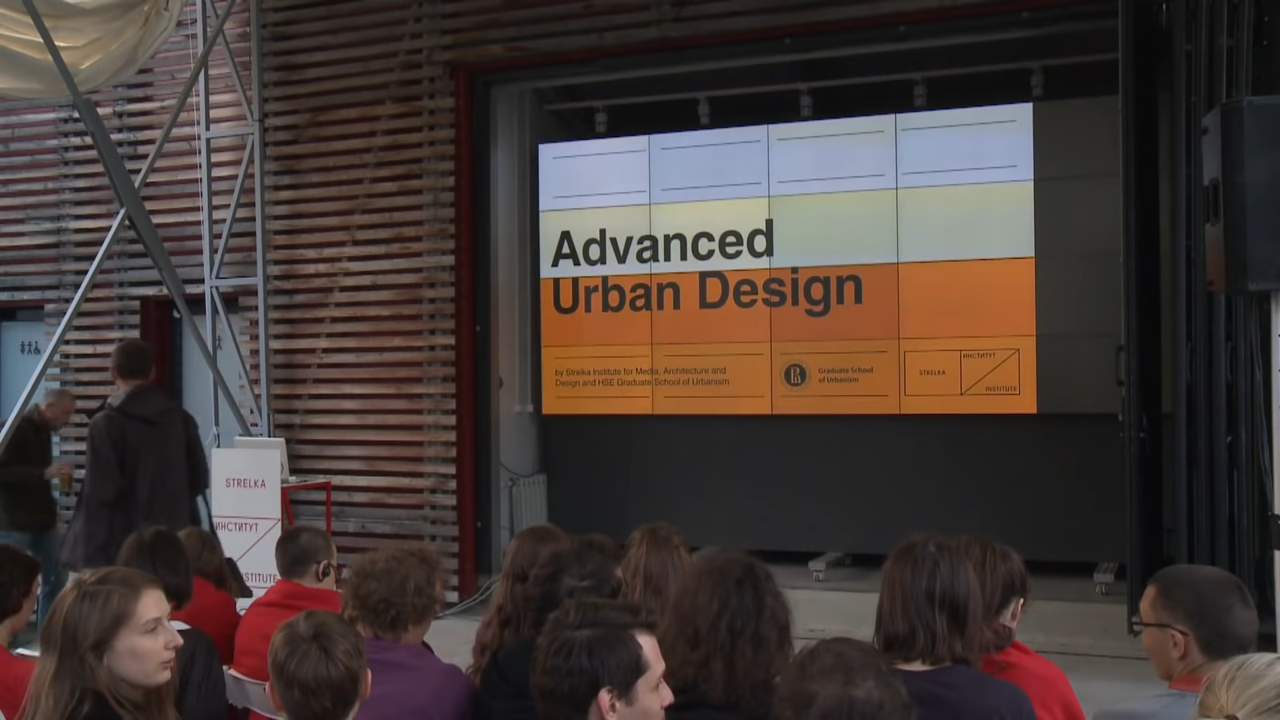 Advanced
Urban Design
by Strelka Institute for Media, Architecture and
Design and HSE Graduate School of Urbanism
Graduate School
of Urbanism
STRELKA
ИНСТИТУТ
INSTITUTE
STRELKA
ИНСТИТУТ
INSTITUTE